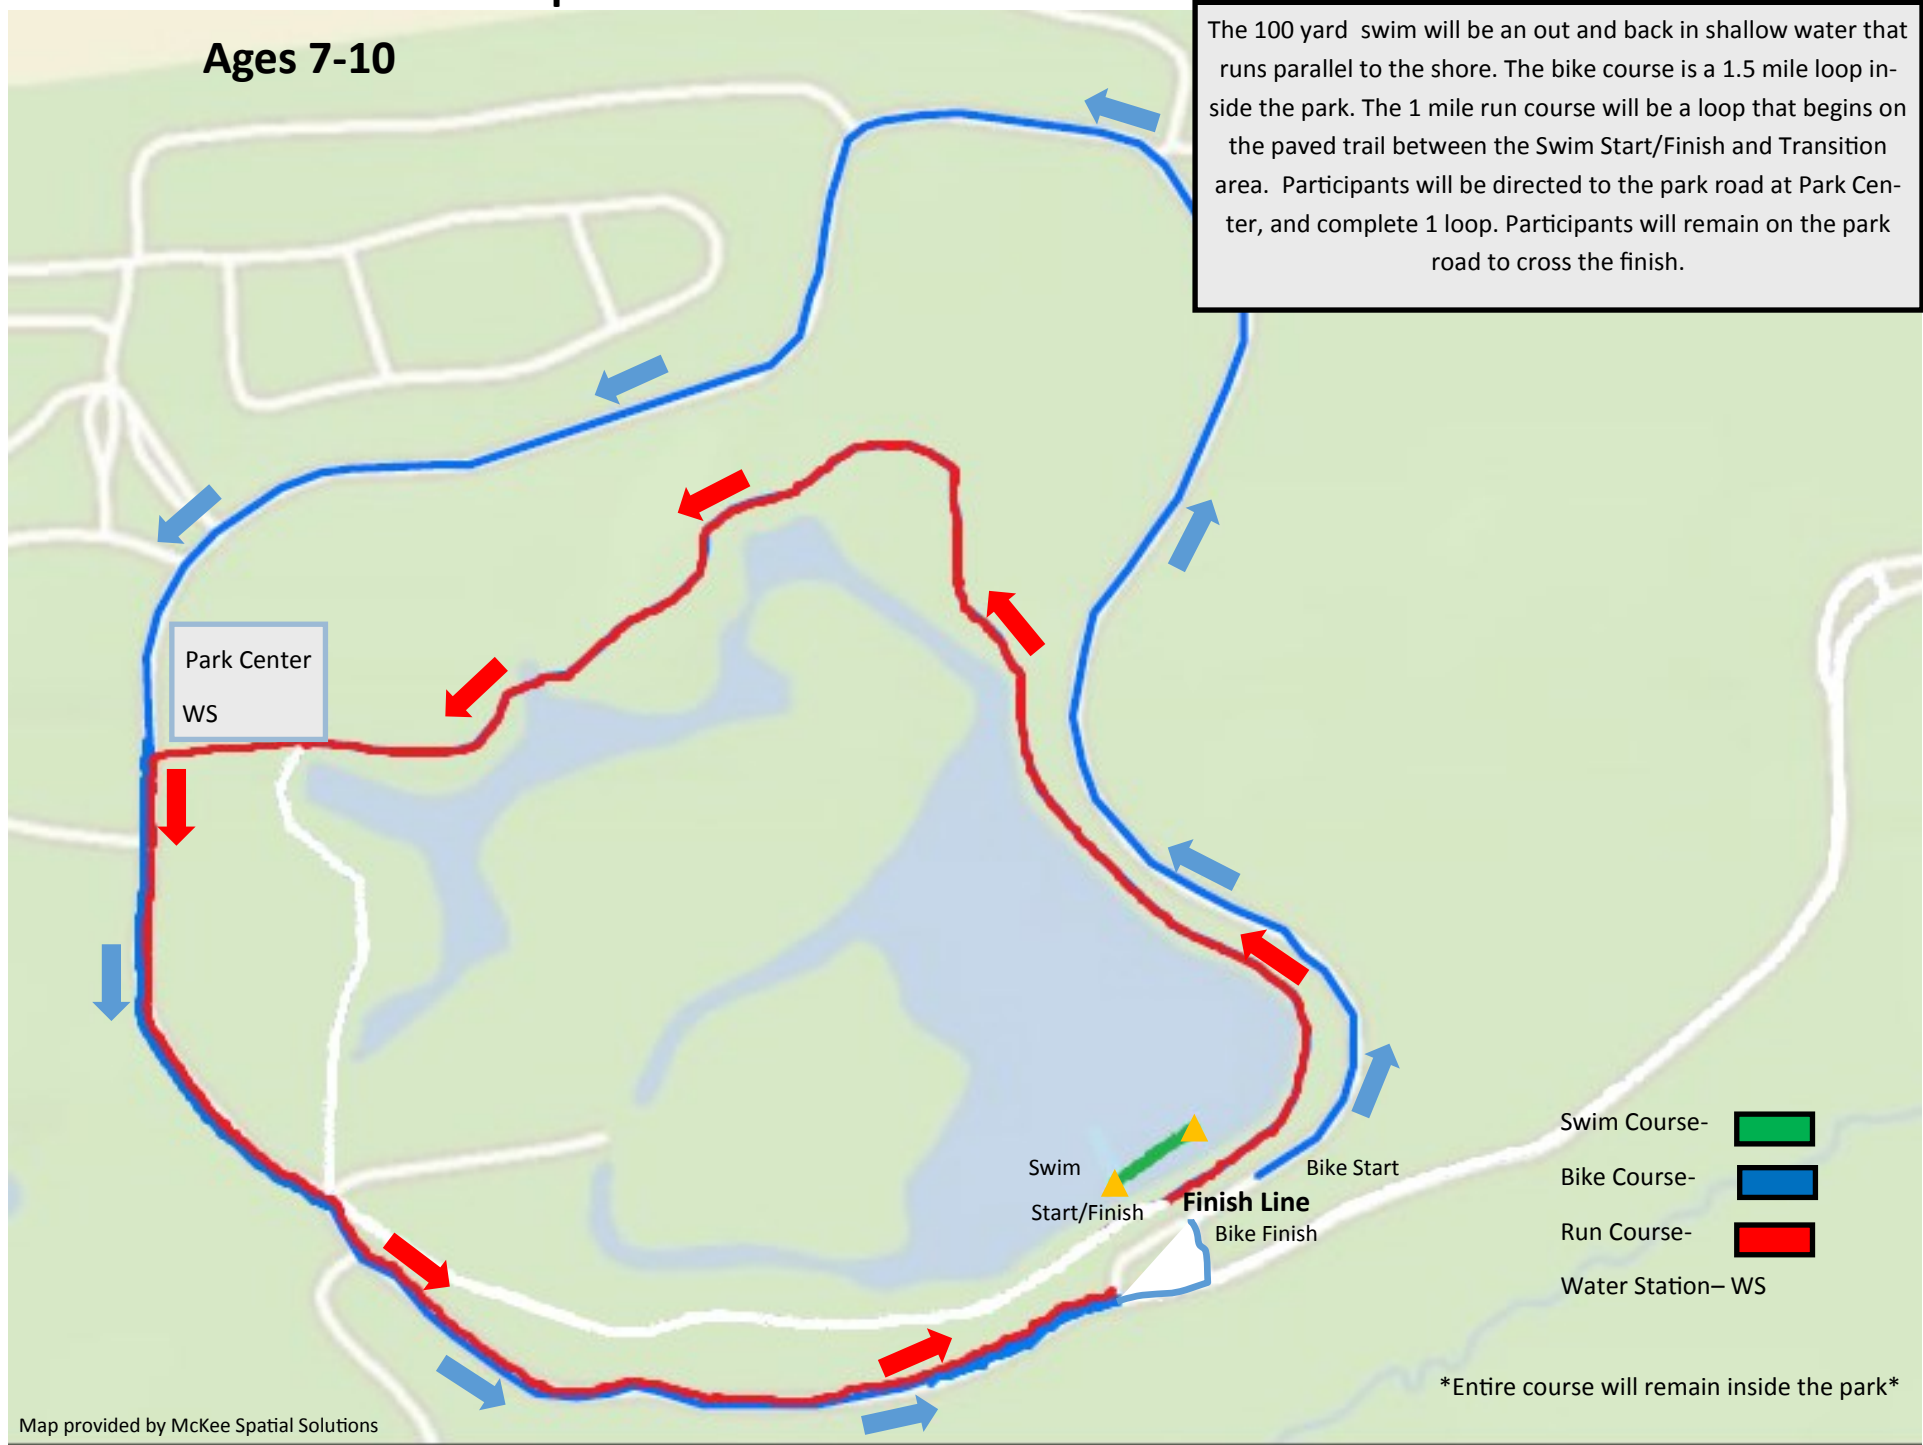 Ages 7-10
The 100 yard swim will be an out and back in shallow water that
runs parallel to the shore. The bike course is a 1.5 mile loop in-
side the park. The 1 mile run course will be a loop that begins on
the paved trail between the Swim Start/Finish and Transition
area. Participants will be directed to the park road at Park Cen-
ter, and complete 1 loop. Participants will remain on the park
road to cross the finish.
Park Center
WS
Swim
Start/Finish
Bike Start
Finish Line
Bike Finish
Swim Course-
Bike Course-
Run Course-
Water Station– WS
*Entire course will remain inside the park*
Map provided by McKee Spatial Solutions